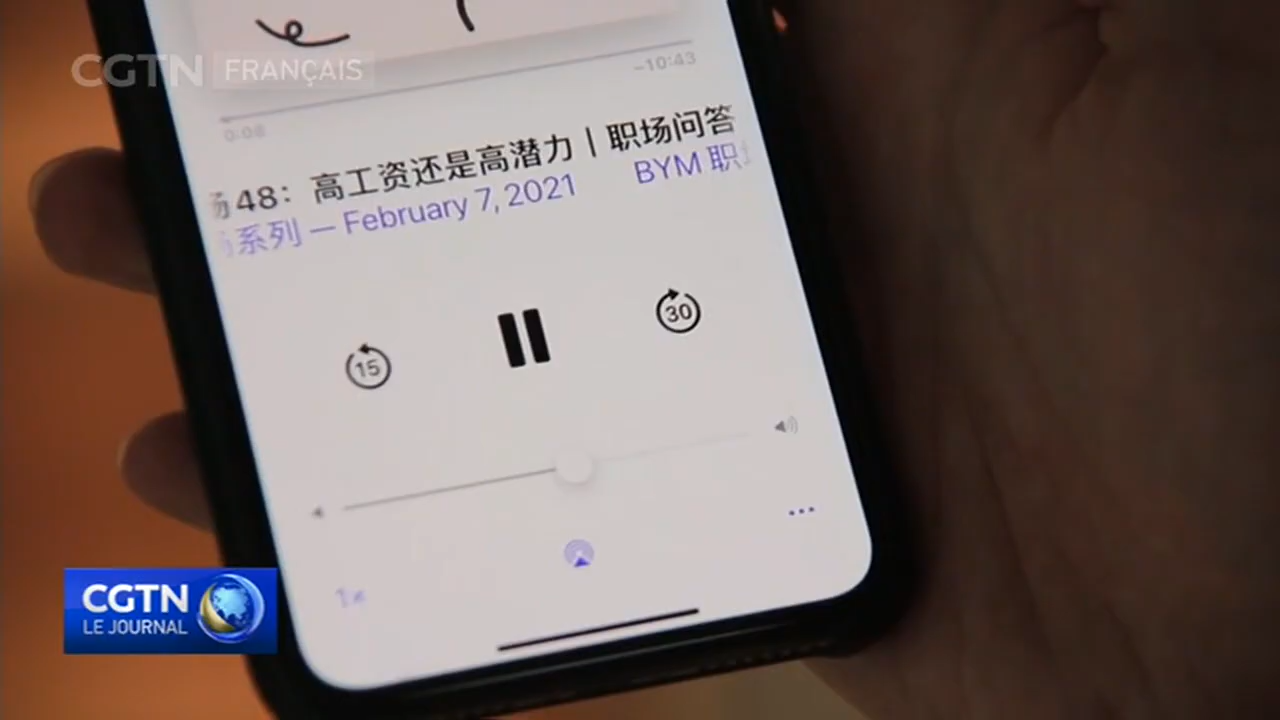 CGTN FRANÇAIS
-10:43
0:08
48: 高工资还是高潜力 | 职场问答
系列 — February 7, 2021 BYM 职
15
30
...
1x
CGTN
LE JOURNAL